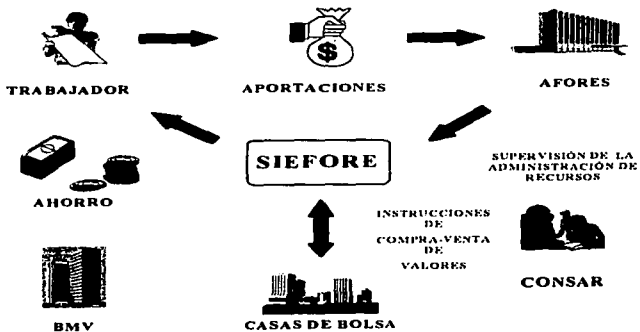 $
TRABAJADOR
APORTACIONES
AFORES
SIEFORE
SUPERVISIÓN DE LA
ADMINISTRACIÓN DE
RECURSOS
AHORRO
INSTRUCCIONES
DE
COMPRA-VENTA
DE
VALORES
CONSAR
BMV
CASAS DE BOLSA